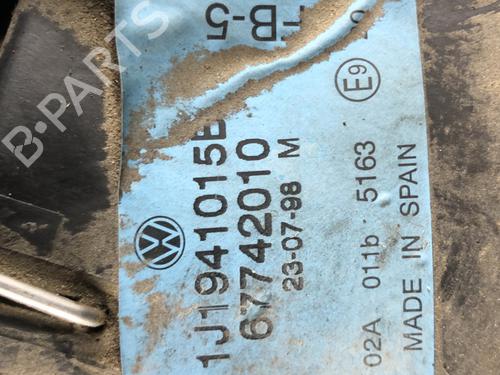 B-PARTS
B-5
1J1941015B
67742010
23-07-98 M
E9
02A 011b 5163
MADE IN SPAIN